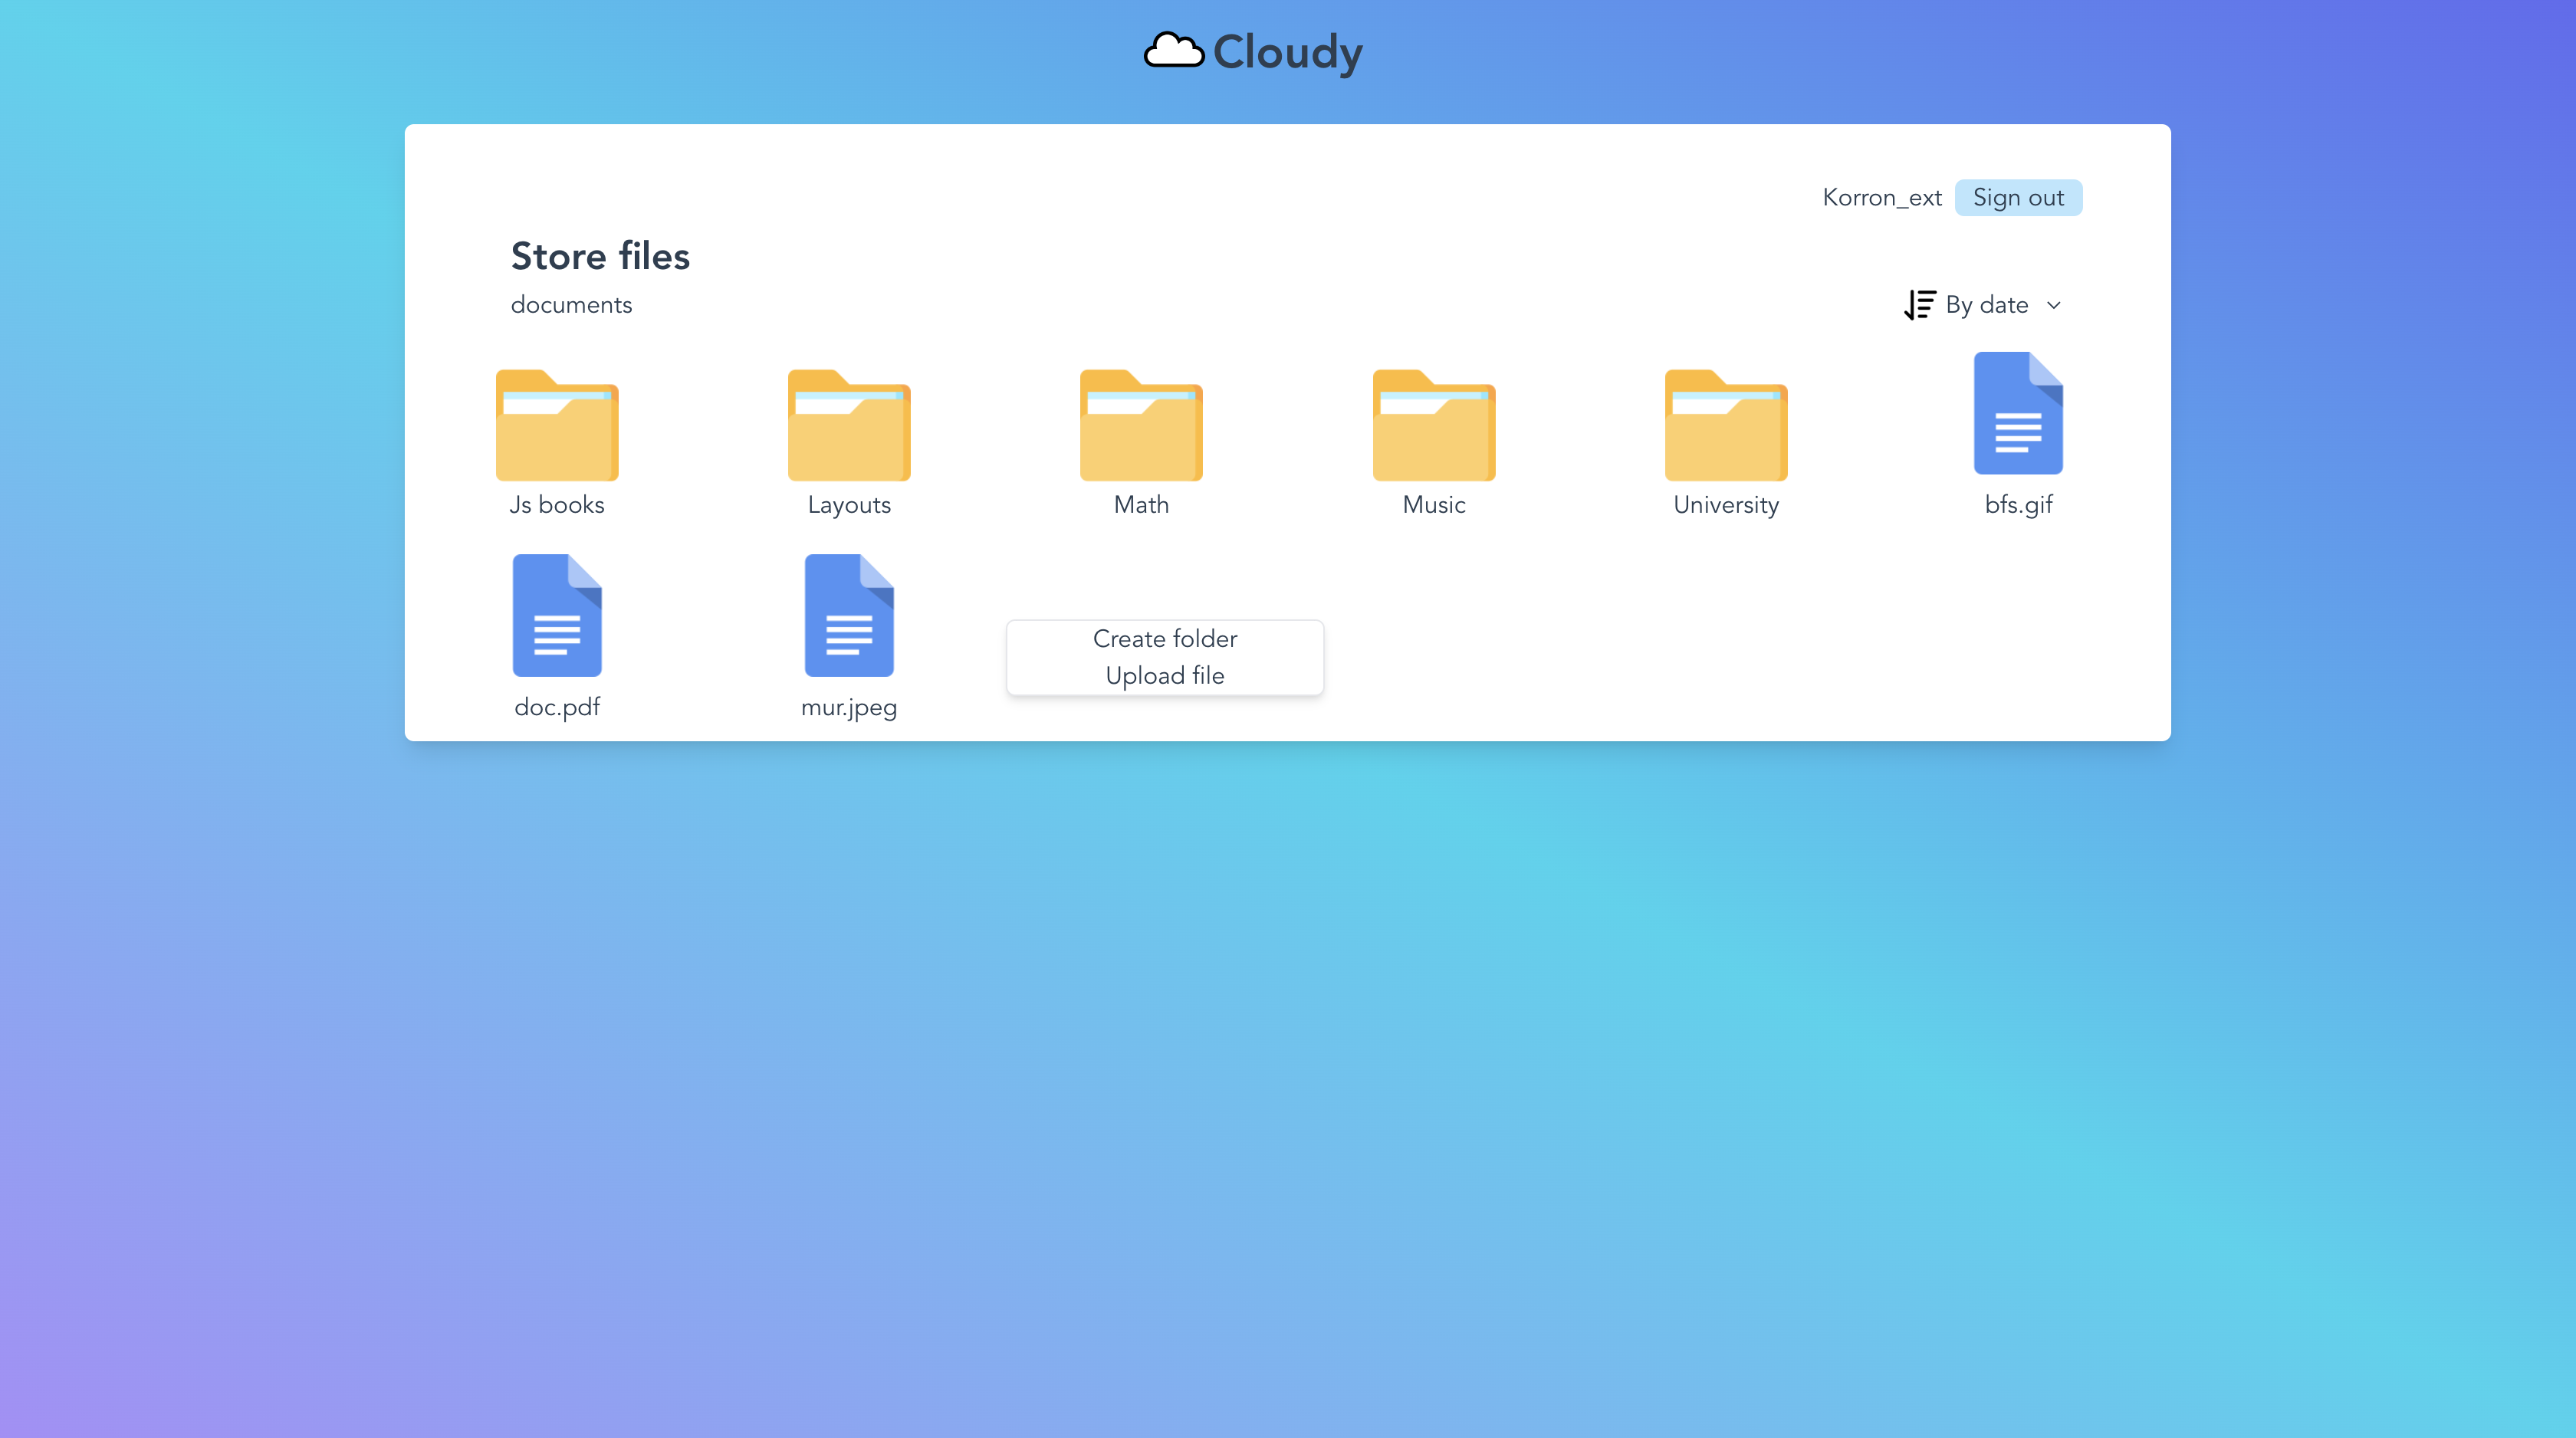 Cloudy
Korron_ext Sign out
Store files
documents
By date
Js books
Layouts
Math
Music
University
bfs.gif
doc.pdf
mur.jpeg
Create folder
Upload file